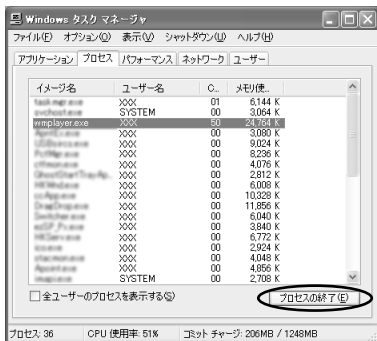 Windows タスク マネージャ
ファイル(F) オプション(O) 表示(V) シャットダウン(U) ヘルプ(H)
アプリケーション プロセス パフォーマンス ネットワーク ユーザー
イメージ名 ユーザー名 C... メモリ使...
taskmgr.exe XXX 01 6,144 K
svchost.exe SYSTEM 00 3,064 K
wmplayer.exe XXX 50 24,764 K
XXX 00 3,080 K
XXX 00 9,024 K
XXX 00 8,236 K
XXX 00 4,076 K
XXX 00 2,812 K
XXX 00 6,008 K
XXX 00 10,328 K
XXX 00 11,856 K
XXX 00 6,040 K
XXX 00 3,840 K
XXX 00 6,772 K
XXX 00 2,924 K
XXX 00 4,048 K
XXX 00 4,856 K
SYSTEM 00 2,708 K
全ユーザーのプロセスを表示する(S)
プロセスの終了(E)
プロセス: 36 CPU 使用率: 51% コミット チャージ: 206MB / 1248MB